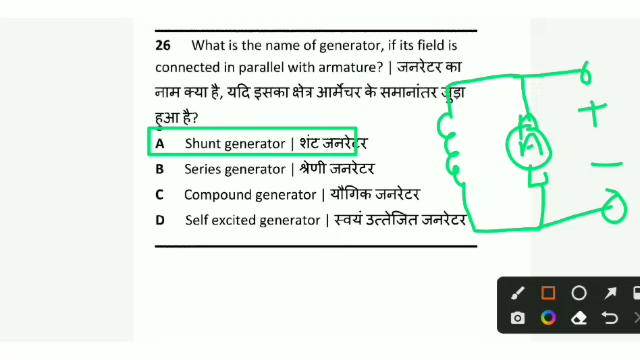 26 What is the name of generator, if its field is
connected in parallel with armature? | जनरेटर का
नाम क्या है, यदि इसका क्षेत्र आर्मेचर के समानांतर जुड़ा
हुआ है?
A Shunt generator | शंट जनरेटर
B Series generator | श्रेणी जनरेटर
C Compound generator | यौगिक जनरेटर
D Self excited generator | स्वयं उत्तेजित जनरेटर
+
A
−